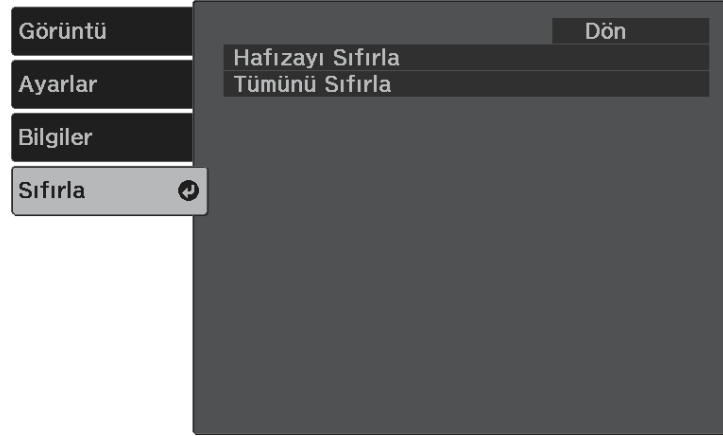 Görüntü
Ayarlar
Bilgiler
Sıfırla
Dön
Hafızayı Sıfırla
Tümünü Sıfırla